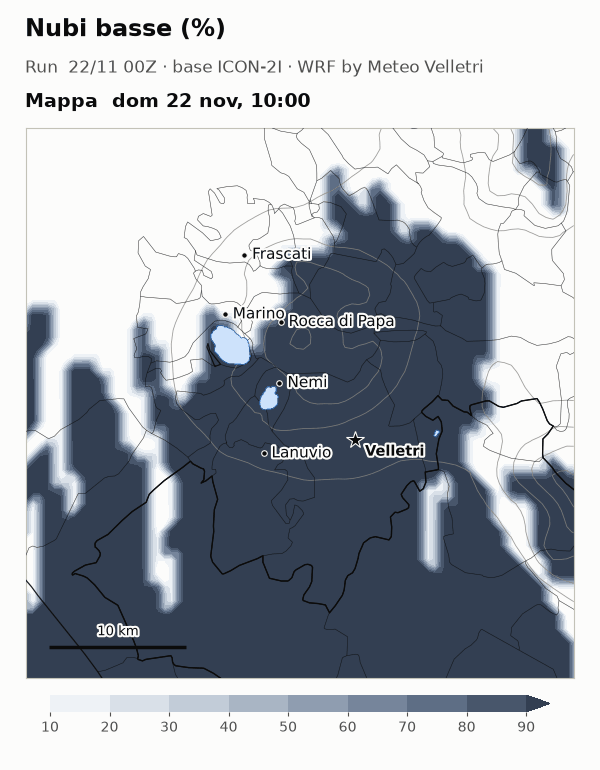 Nubi basse (%)
Run  22/11 00Z · base ICON-2I · WRF by Meteo Velletri
Mappa  dom 22 nov, 10:00
Frascati
Marino
Rocca di Papa
Nemi
Velletri
Lanuvio
10 km
10 20 30 40 50 60 70 80 90